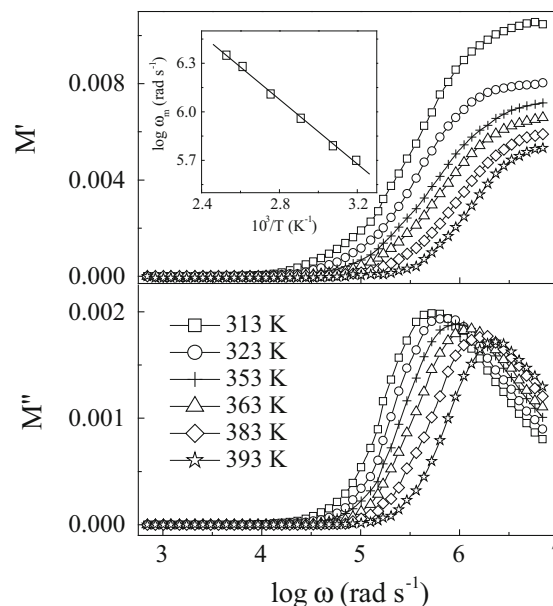 M'
0.008
0.004
0.000
log ω_m (rad s⁻¹)
6.3
6.0
5.7
2.4 2.8 3.2
10³/T (K⁻¹)
M''
0.002
0.001
0.000
313 K
323 K
353 K
363 K
383 K
393 K
3 4 5 6 7
log ω (rad s⁻¹)